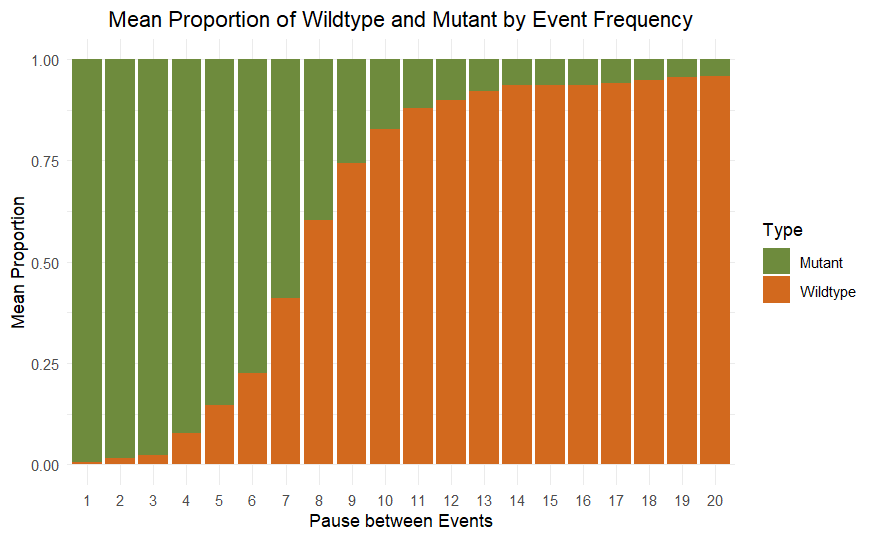 Mean Proportion of Wildtype and Mutant by Event Frequency
Mean Proportion
1.00
0.75
0.50
0.25
0.00
1 2 3 4 5 6 7 8 9 10 11 12 13 14 15 16 17 18 19 20
Pause between Events
Type
Mutant
Wildtype